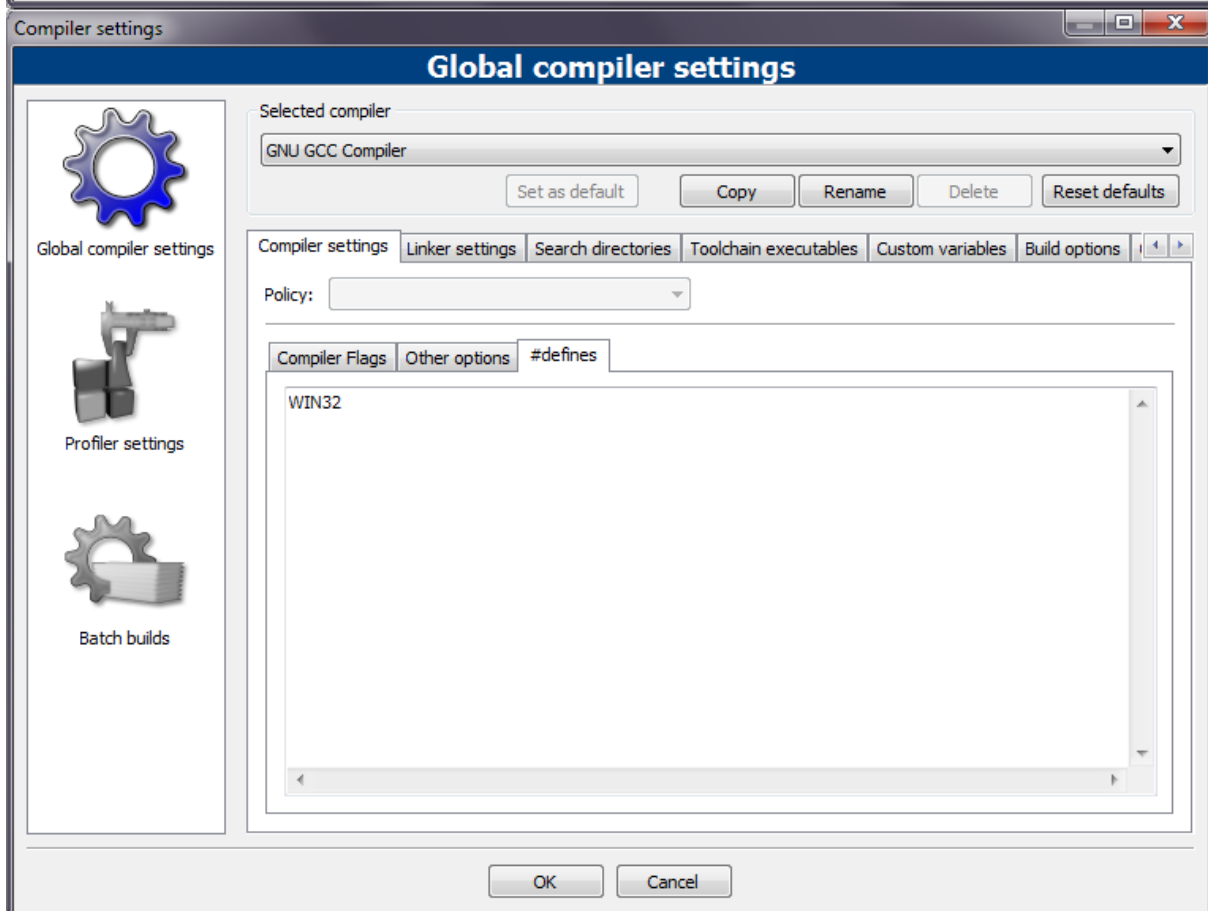 Compiler settings
Global compiler settings
Global compiler settings
Profiler settings
Batch builds
Selected compiler
GNU GCC Compiler
Set as default Copy Rename Delete Reset defaults
Compiler settings Linker settings Search directories Toolchain executables Custom variables Build options
Policy:
Compiler Flags Other options #defines
WIN32
OK Cancel